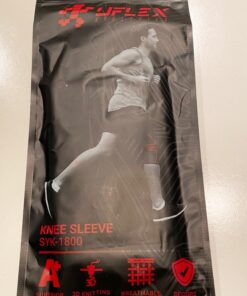 UFLEX
KNEE SLEEVE
SYK-1800
3D KNITTING
BREATHABLE